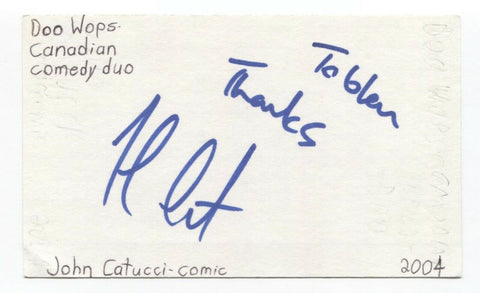 Doo Wops-
Canadian
comedy duo
To Glen
Thanks
John Catucci-comic
2004